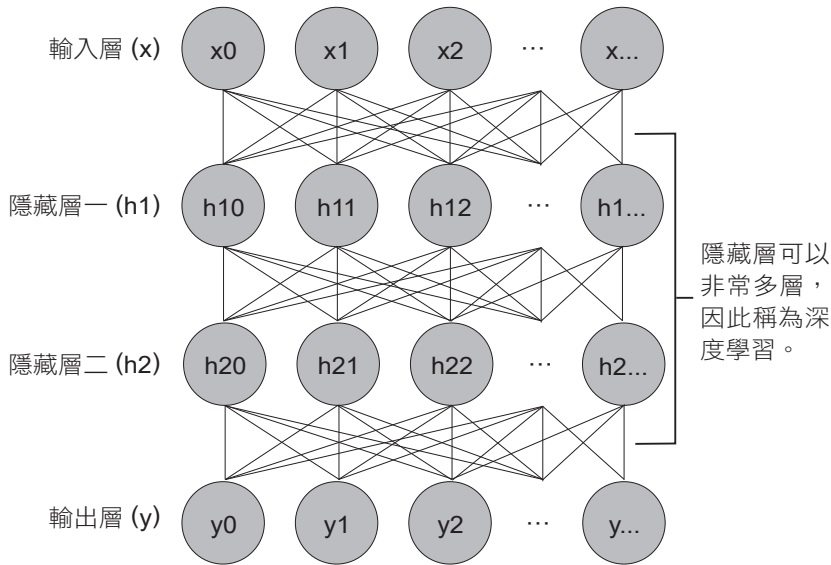 輸入層 (x) x0 x1 x2 … x...
隱藏層一 (h1) h10 h11 h12 … h1...
隱藏層可以
非常多層，
因此稱為深
度學習。
隱藏層二 (h2) h20 h21 h22 … h2...
輸出層 (y) y0 y1 y2 … y...